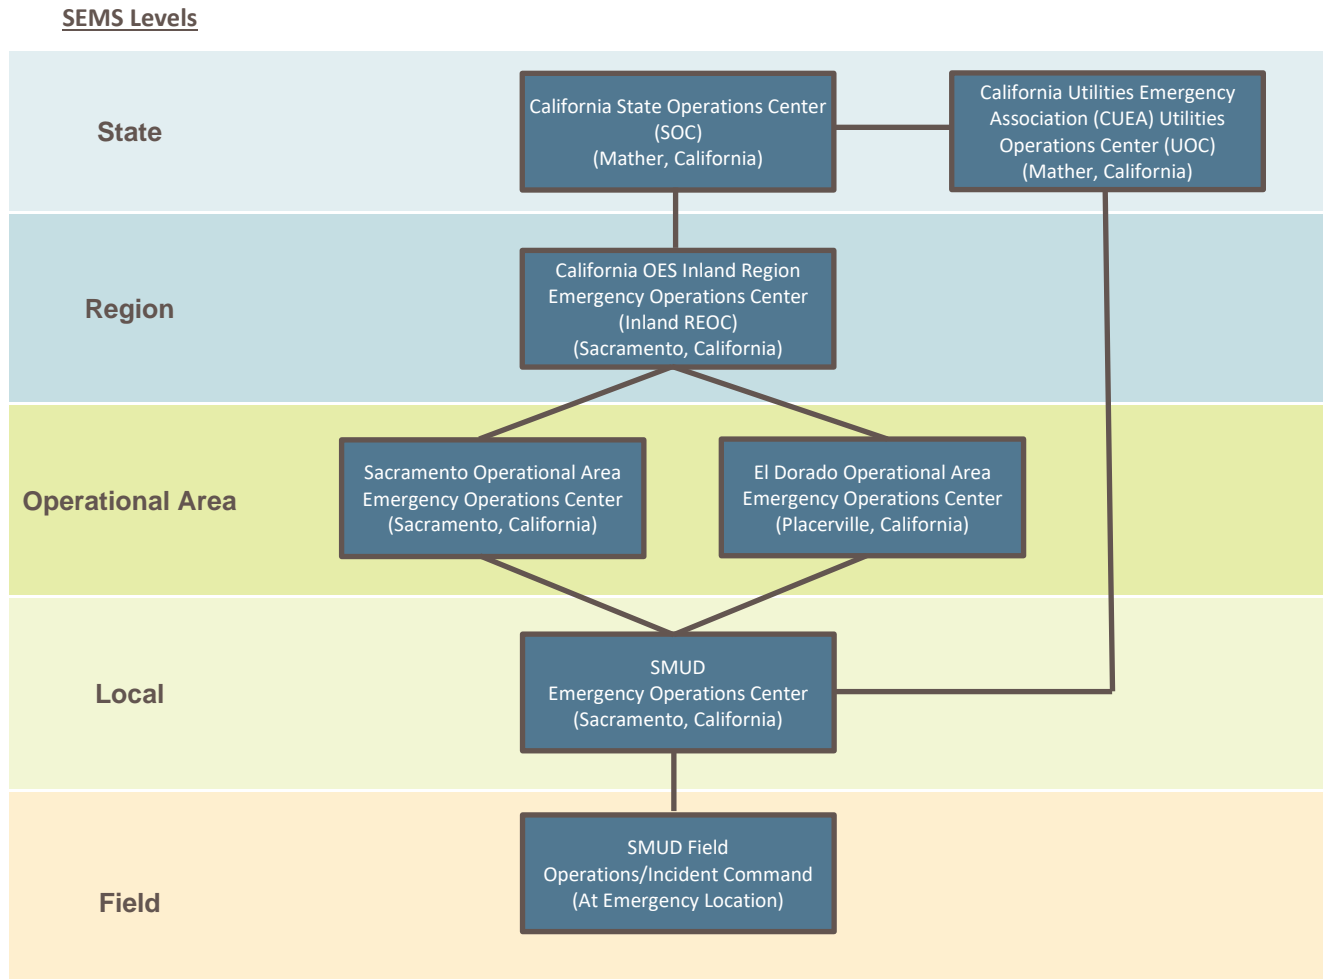 SEMS Levels
State
California State Operations Center
(SOC)
(Mather, California)
California Utilities Emergency
Association (CUEA) Utilities
Operations Center (UOC)
(Mather, California)
Region
California OES Inland Region
Emergency Operations Center
(Inland REOC)
(Sacramento, California)
Operational Area
Sacramento Operational Area
Emergency Operations Center
(Sacramento, California)
El Dorado Operational Area
Emergency Operations Center
(Placerville, California)
Local
SMUD
Emergency Operations Center
(Sacramento, California)
Field
SMUD Field
Operations/Incident Command
(At Emergency Location)